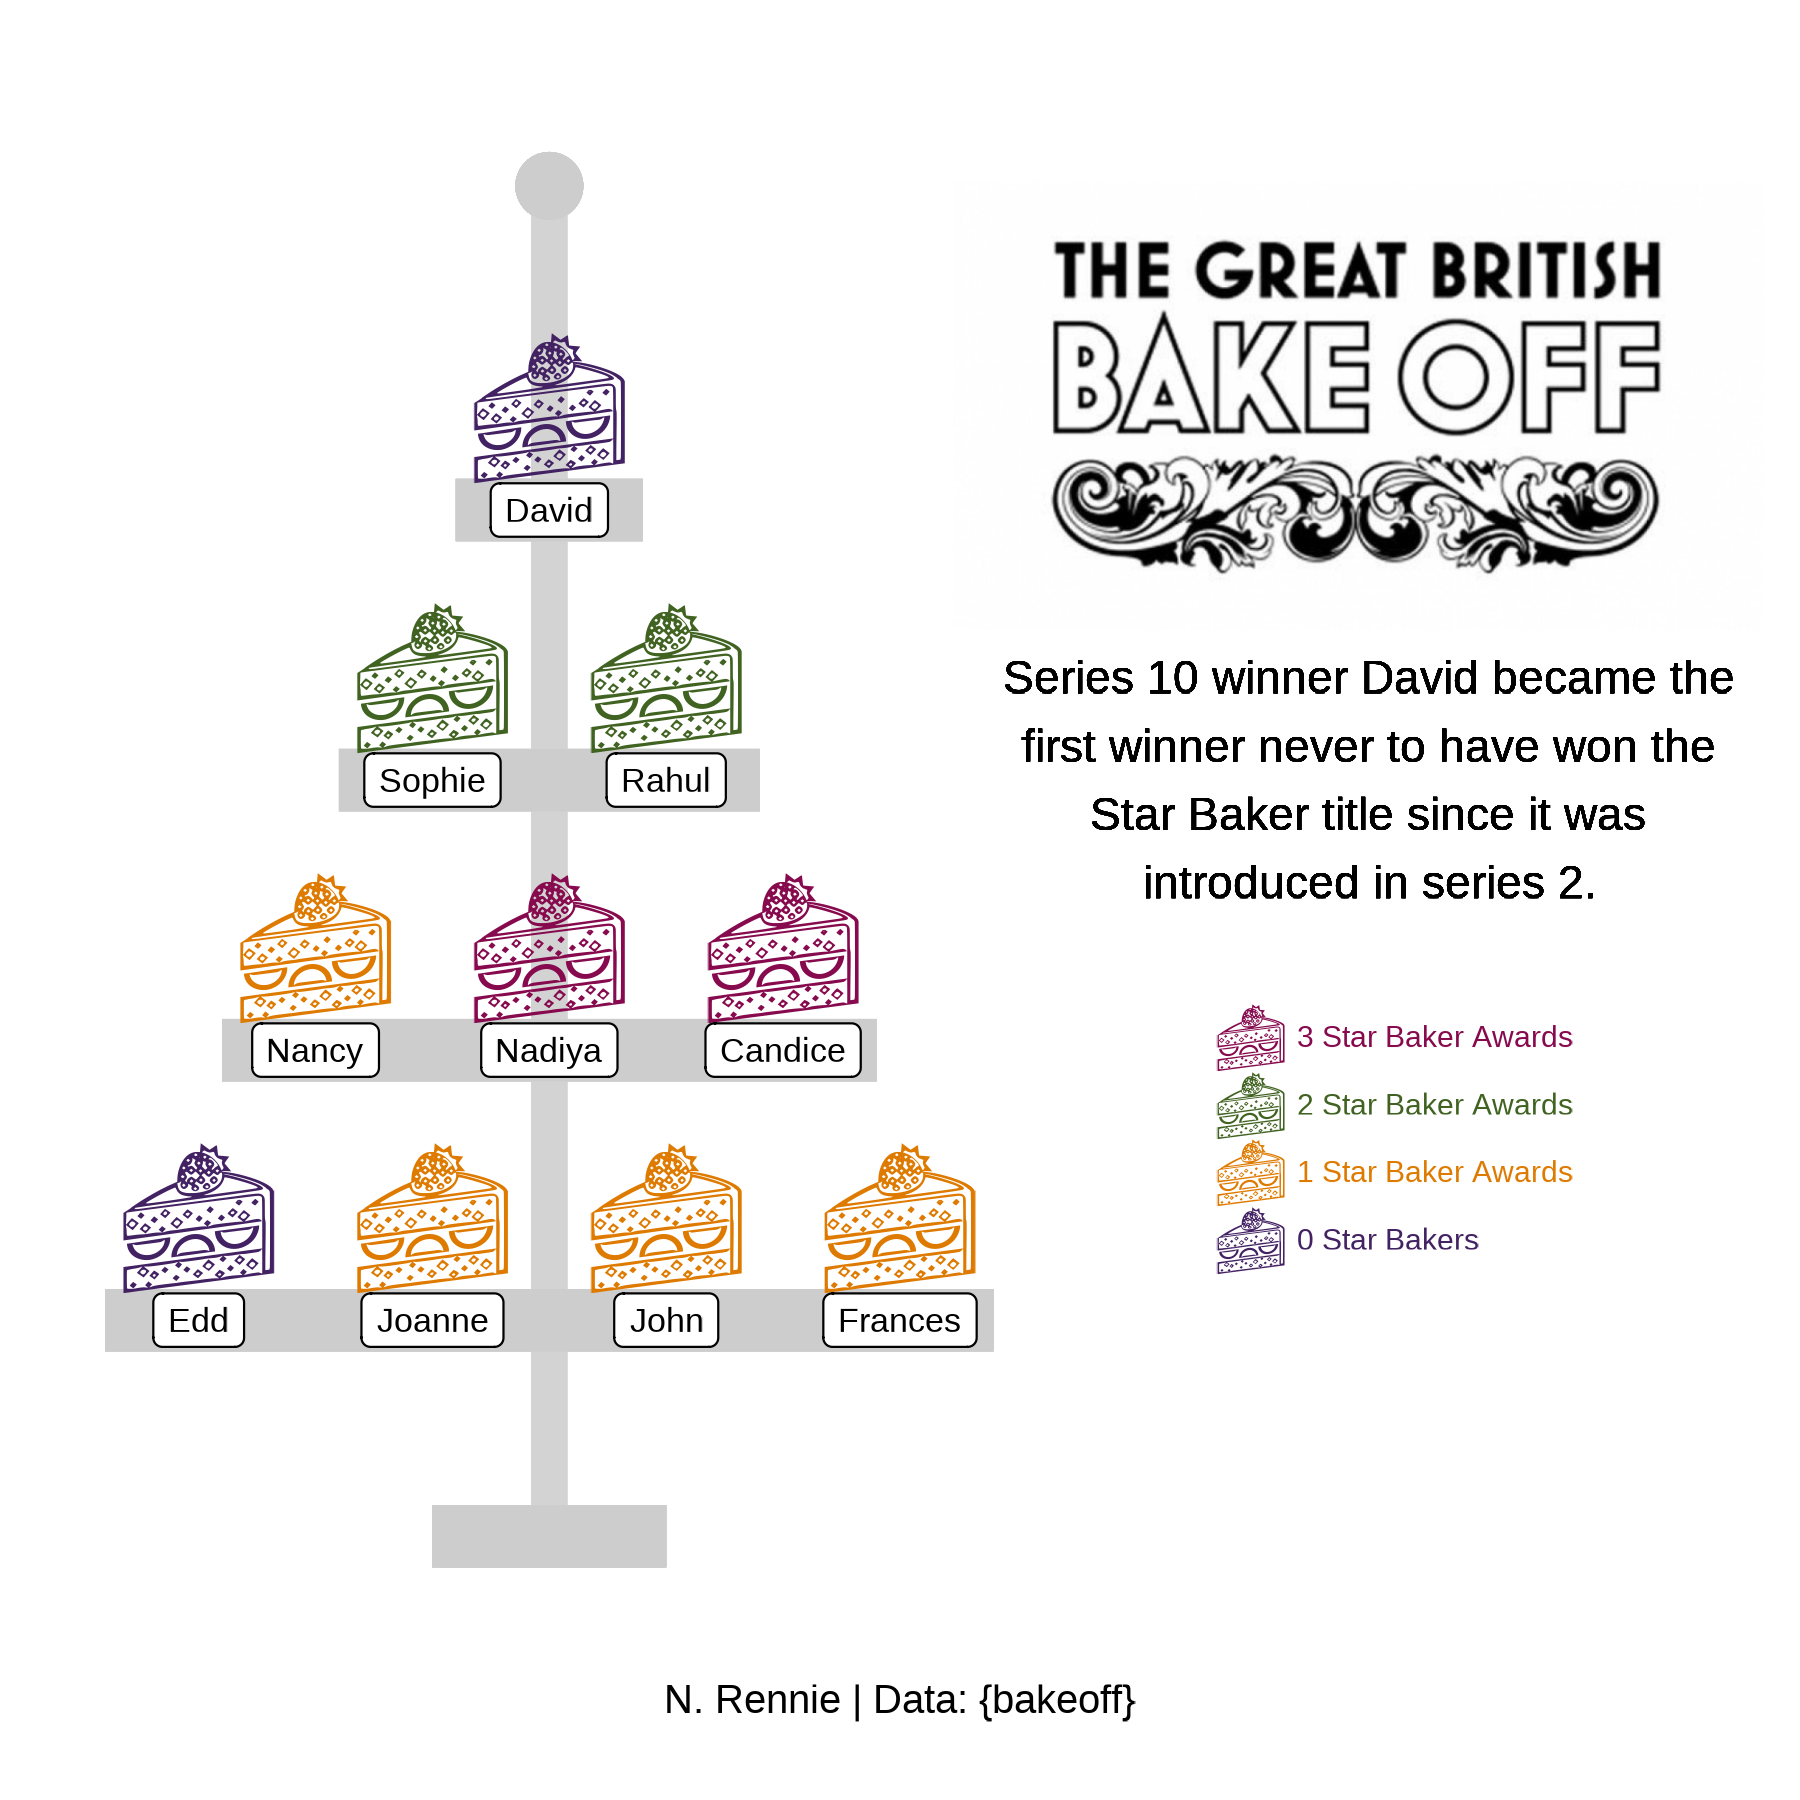 THE GREAT BRITISH
BAKE OFF
David
Series 10 winner David became the
first winner never to have won the
Star Baker title since it was
introduced in series 2.
Sophie
Rahul
Nancy
Nadiya
Candice
3 Star Baker Awards
2 Star Baker Awards
1 Star Baker Awards
0 Star Bakers
Edd
Joanne
John
Frances
N. Rennie | Data: {bakeoff}